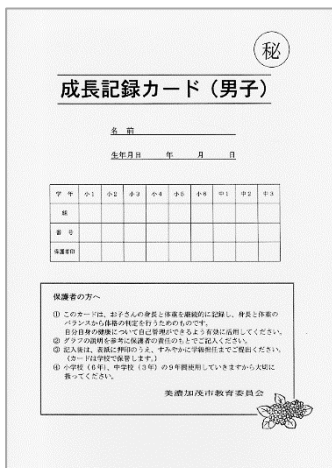 秘
成長記録カード（男子）
名 前
生年月日 年 月 日
学 年 小1 小2 小3 小4 小5 小6 中1 中2 中3
組
番 号
保護者印
保護者の方へ
① このカードは、お子さんの身長と体重を継続的に記録し、身長と体重の
バランスから体格の判定を行うためのものです。
自分自身の健康について自己管理ができるよう有効に活用してください。
② グラフの説明を参考に保護者の責任のもとでご記入ください。
③ 記入後は、表紙に押印のうえ、すみやかに学級担任までご提出ください。
（カードは学校で保管します。）
④ 小学校（6年）、中学校（3年）の9年間使用していきますから大切に
扱ってください。
美濃加茂市教育委員会